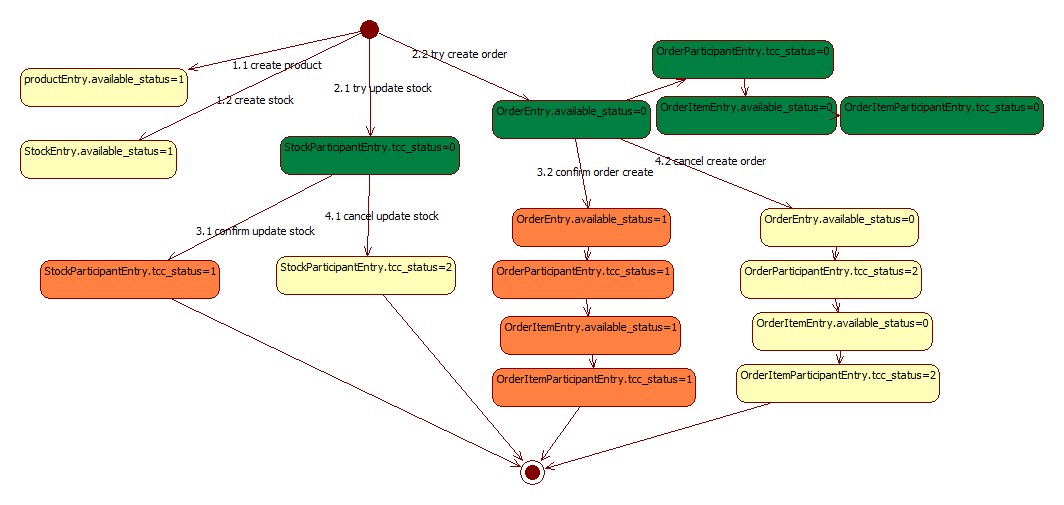 2.2 try create order
OrderParticipantEntry.tcc_status=0
1.1 create product
productEntry.available_status=1
2.1 try update stock
1.2 create stock
OrderEntry.available_status=0
OrderItemEntry.available_status=0
OrderItemParticipantEntry.tcc_status=0
StockEntry.available_status=1
StockParticipantEntry.tcc_status=0
4.2 cancel create order
3.2 confirm order create
4.1 cancel update stock
3.1 confirm update stock
OrderEntry.available_status=1
OrderEntry.available_status=0
StockParticipantEntry.tcc_status=1
StockParticipantEntry.tcc_status=2
OrderParticipantEntry.tcc_status=1
OrderParticipantEntry.tcc_status=2
OrderItemEntry.available_status=1
OrderItemEntry.available_status=0
OrderItemParticipantEntry.tcc_status=1
OrderItemParticipantEntry.tcc_status=2